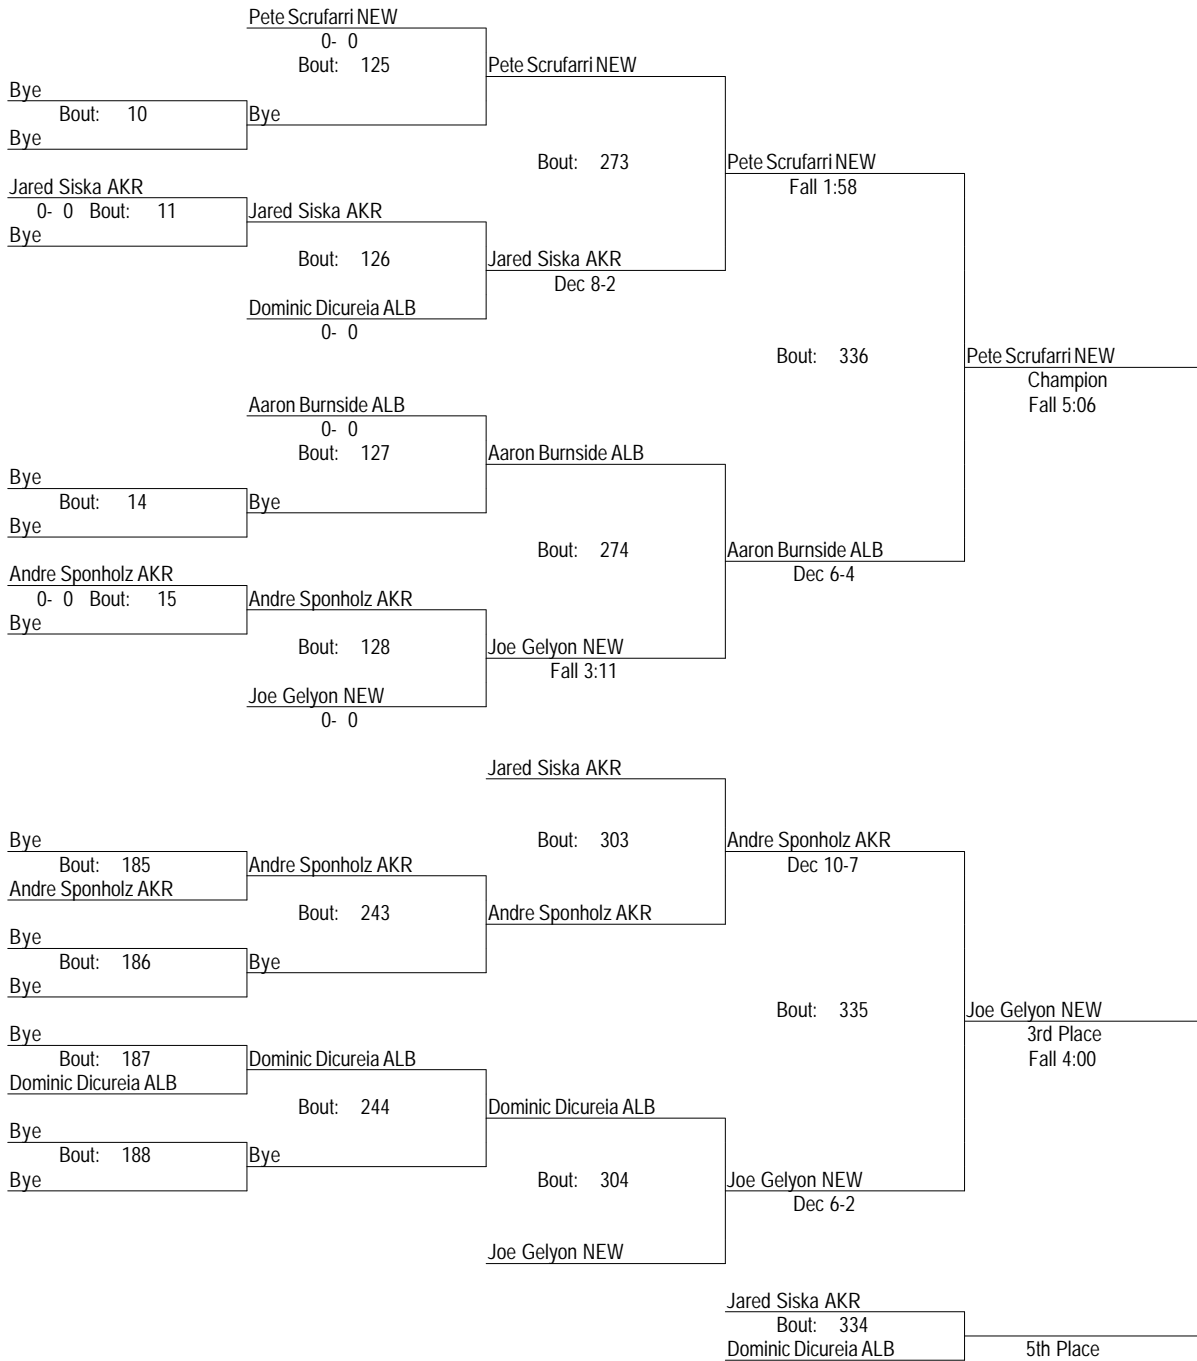 Pete Scrufarri NEW
0- 0
Bout: 125
Pete Scrufarri NEW
Bye
Bout: 10
Bye
Bye
Bout: 273
Pete Scrufarri NEW
Fall 1:58
Jared Siska AKR
0- 0 Bout: 11
Jared Siska AKR
Bye
Bout: 126
Jared Siska AKR
Dec 8-2
Dominic Dicureia ALB
0- 0
Bout: 336
Pete Scrufarri NEW
Champion
Fall 5:06
Aaron Burnside ALB
0- 0
Bout: 127
Aaron Burnside ALB
Bye
Bout: 14
Bye
Bye
Bout: 274
Aaron Burnside ALB
Dec 6-4
Andre Sponholz AKR
0- 0 Bout: 15
Andre Sponholz AKR
Bye
Bout: 128
Joe Gelyon NEW
Fall 3:11
Joe Gelyon NEW
0- 0
Jared Siska AKR
Bout: 303
Andre Sponholz AKR
Dec 10-7
Bye
Bout: 185
Andre Sponholz AKR
Andre Sponholz AKR
Bout: 243
Andre Sponholz AKR
Bye
Bout: 186
Bye
Bye
Bout: 335
Joe Gelyon NEW
3rd Place
Fall 4:00
Bye
Bout: 187
Dominic Dicureia ALB
Dominic Dicureia ALB
Bout: 244
Dominic Dicureia ALB
Bye
Bout: 188
Bye
Bye
Bout: 304
Joe Gelyon NEW
Dec 6-2
Joe Gelyon NEW
Jared Siska AKR
Bout: 334
Dominic Dicureia ALB
5th Place